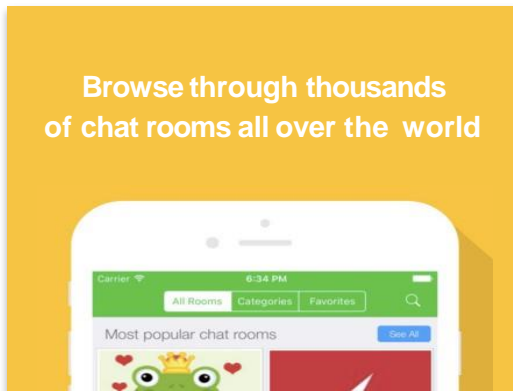 Browse through thousands
of chat rooms all over the world
Carrier 6:34 PM
All Rooms Categories Favorites
Most popular chat rooms See All